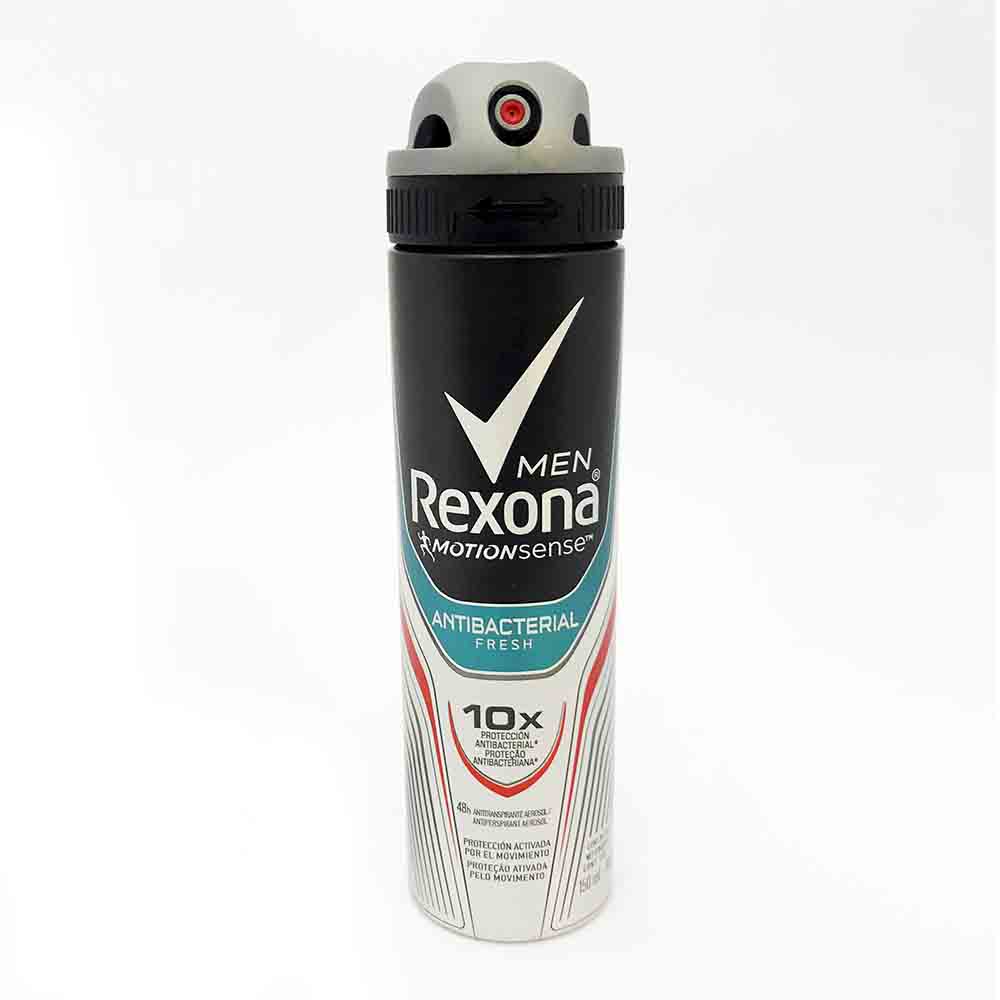 MEN
Rexona®
MOTIONsense™
ANTIBACTERIAL
FRESH
10x
PROTECCIÓN
ANTIBACTERIAL*
PROTEÇÃO
ANTIBACTERIANA*
48h ANTITRANSPIRANTE AEROSOL /
ANTIPERSPIRANT AEROSOL
PROTECCIÓN ACTIVADA
POR EL MOVIMIENTO
PROTEÇÃO ATIVADA
PELO MOVIMENTO
150 ml